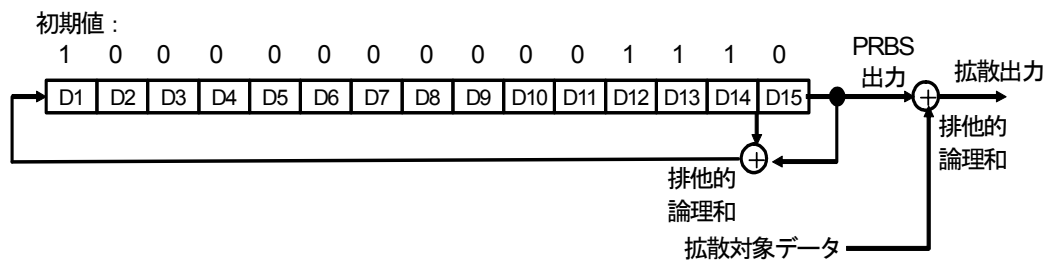 初期値：
1 0 0 0 0 0 0 0 0 0 0 1 1 1 0
D1 D2 D3 D4 D5 D6 D7 D8 D9 D10 D11 D12 D13 D14 D15
PRBS
出力
拡散出力
排他的
論理和
排他的
論理和
拡散対象データ